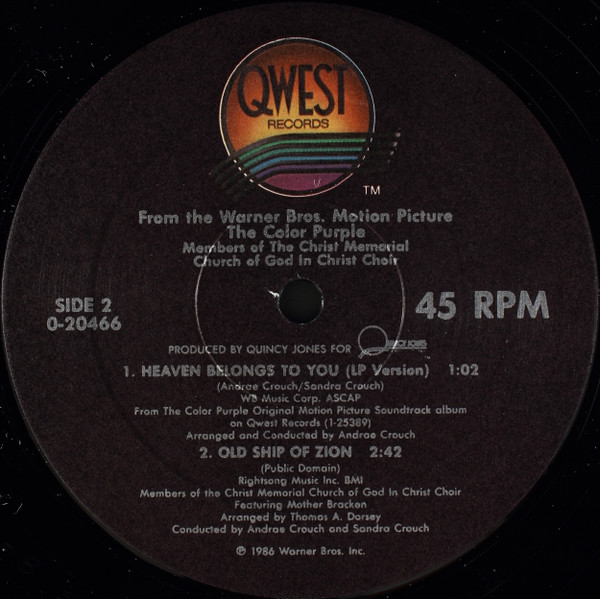 QWEST
RECORDS
TM
From the Warner Bros. Motion Picture
The Color Purple
Members of The Christ Memorial
Church of God In Christ Choir
SIDE 2
0-20466
45 RPM
PRODUCED BY QUINCY JONES FOR QUINCY JONES
1. HEAVEN BELONGS TO YOU (LP Version) 1:02
(Andrae Crouch/Sandra Crouch)
WB Music Corp. ASCAP
From The Color Purple Original Motion Picture Soundtrack album
on Qwest Records (1-25389)
Arranged and Conducted by Andrae Crouch
2. OLD SHIP OF ZION 2:42
(Public Domain)
Rightsong Music Inc. BMI
Members of the Christ Memorial Church of God In Christ Choir
Featuring Mother Bracken
Arranged by Thomas A. Dorsey
Conducted by Andrae Crouch and Sandra Crouch
℗ 1986 Warner Bros. Inc.